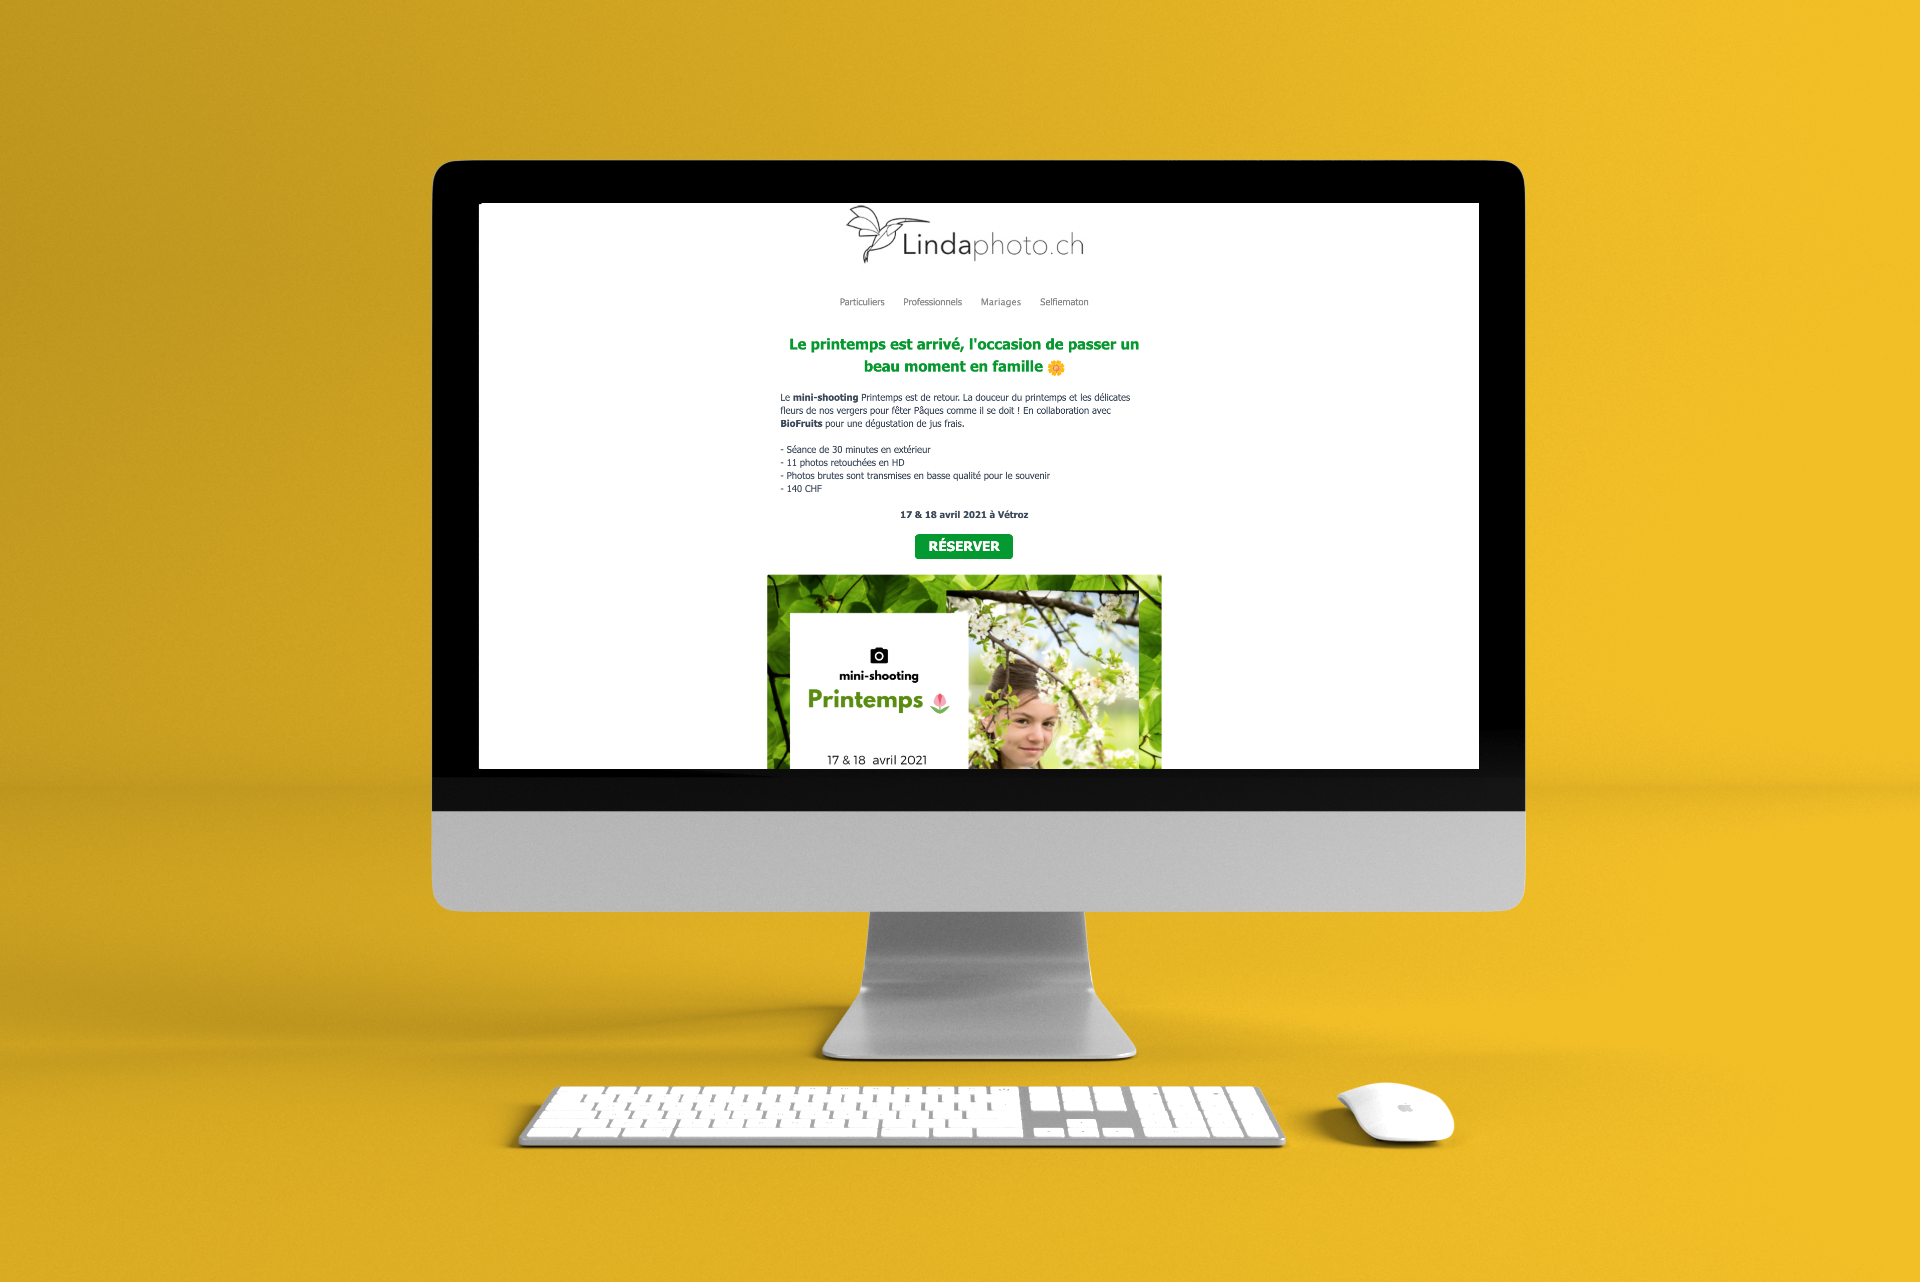 Lindaphoto.ch
Particuliers Professionnels Mariages Selfiematon
Le printemps est arrivé, l'occasion de passer un
beau moment en famille 🌼
Le mini-shooting Printemps est de retour. La douceur du printemps et les délicates
fleurs de nos vergers pour fêter Pâques comme il se doit ! En collaboration avec
BioFruits pour une dégustation de jus frais.
- Séance de 30 minutes en extérieur
- 11 photos retouchées en HD
- Photos brutes sont transmises en basse qualité pour le souvenir
- 140 CHF
17 & 18 avril 2021 à Vétroz
RÉSERVER
mini-shooting
Printemps 🌷
17 & 18 avril 2021